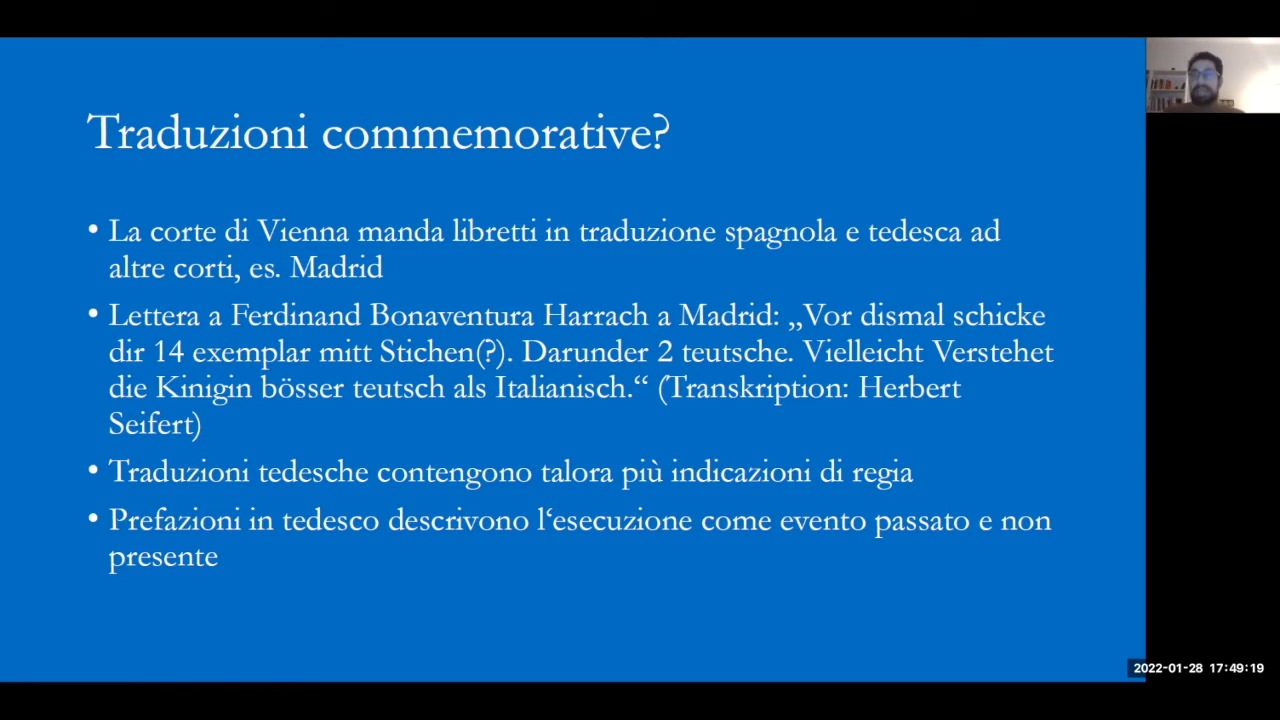 Traduzioni commemorative?
• La corte di Vienna manda libretti in traduzione spagnola e tedesca ad
altre corti, es. Madrid
• Lettera a Ferdinand Bonaventura Harrach a Madrid: „Vor dismal schicke
dir 14 exemplar mitt Stichen(?). Darunder 2 teutsche. Vielleicht Verstehet
die Kinigin bösser teutsch als Italianisch.“ (Transkription: Herbert
Seifert)
• Traduzioni tedesche contengono talora più indicazioni di regia
• Prefazioni in tedesco descrivono l‘esecuzione come evento passato e non
presente
2022-01-28 17:49:19